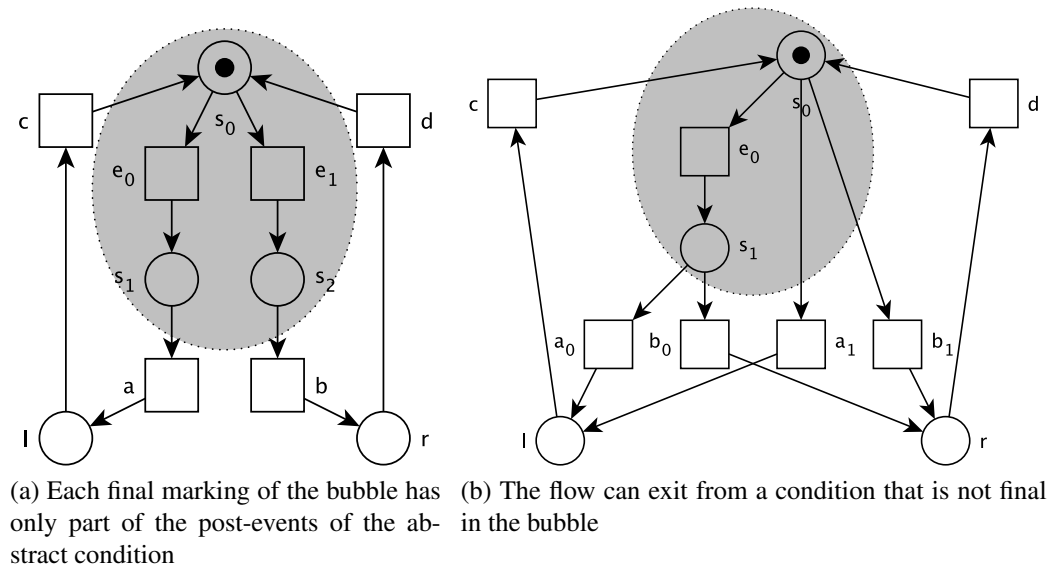 c
s0
d
e0
e1
s1
s2
a
b
l
r
(a) Each final marking of the bubble has
only part of the post-events of the ab-
stract condition
c
s0
d
e0
s1
a0
b0
a1
b1
l
r
(b) The flow can exit from a condition that is not final
in the bubble